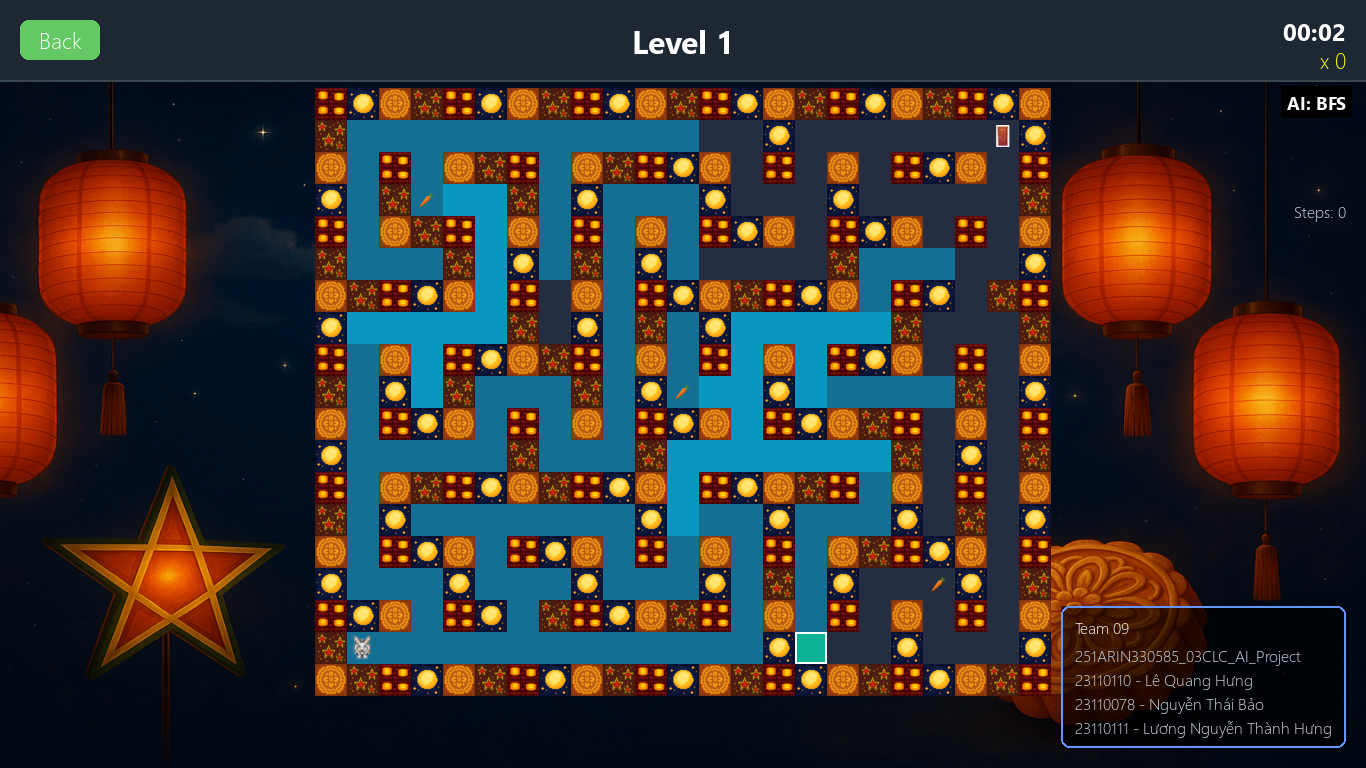 Back
Level 1
00:02
x 0
AI: BFS
Steps: 0
Team 09
251ARIN330585_03CLC_AI_Project
23110110 - Lê Quang Hưng
23110078 - Nguyễn Thái Bảo
23110111 - Lương Nguyễn Thành Hưng